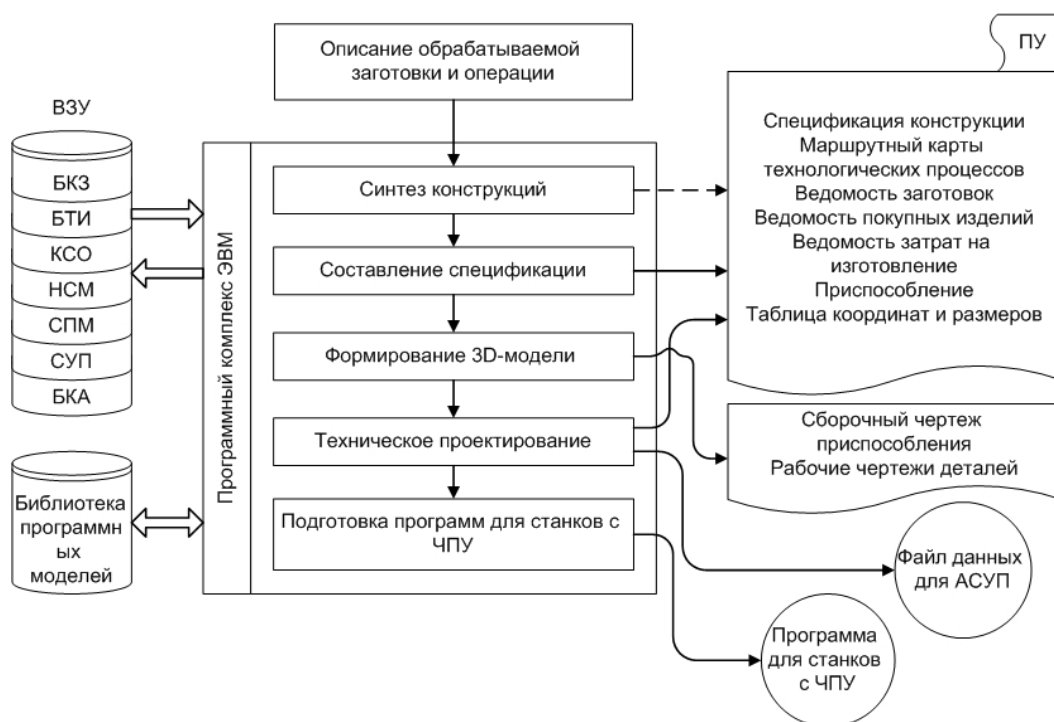 Описание обрабатываемой
заготовки и операции
ПУ
ВЗУ
БКЗ
БТИ
КСО
НСМ
СПМ
СУП
БКА
Библиотека
программн
ых
моделей
Программный комплекс ЭВМ
Синтез конструкций
Составление спецификации
Формирование 3D-модели
Техническое проектирование
Подготовка программ для станков с
ЧПУ
Спецификация конструкции
Маршрутный карты
технологических процессов
Ведомость заготовок
Ведомость покупных изделий
Ведомость затрат на
изготовление
Приспособление
Таблица координат и размеров
Сборочный чертеж
приспособления
Рабочие чертежи деталей
Файл данных
для АСУП
Программа
для станков
с ЧПУ